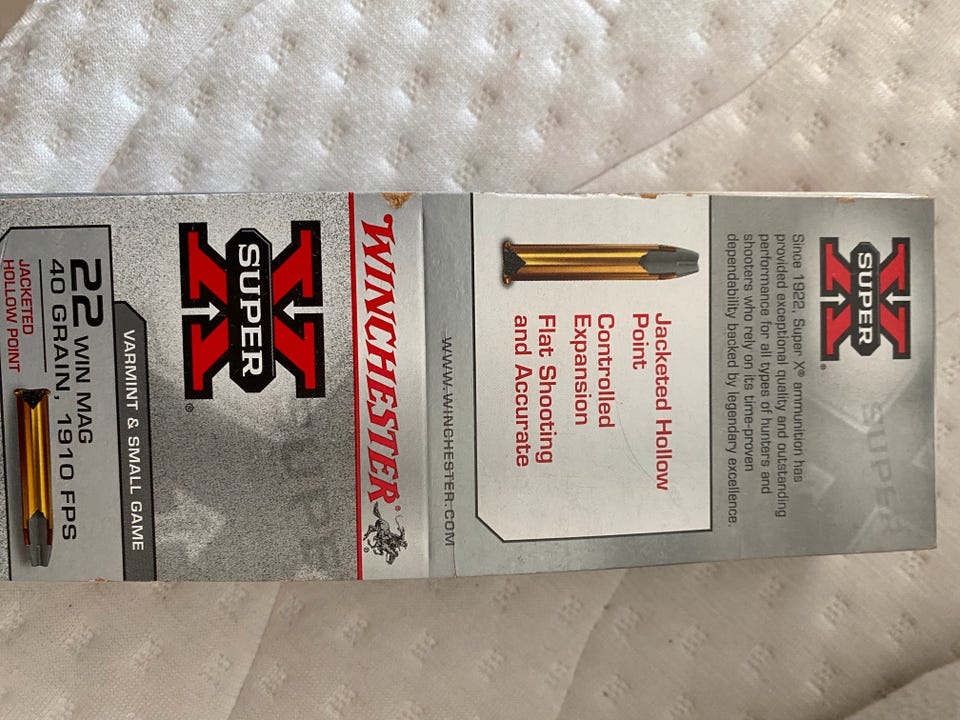 SUPER
X
®
Since 1922, Super X® ammunition has
provided exceptional quality and outstanding
performance for all types of hunters and
shooters who rely on its time-proven
dependability backed by legendary excellence.
SUPER
Jacketed Hollow
Point
Controlled
Expansion
Flat Shooting
and Accurate
WWW.WINCHESTER.COM
WINCHESTER®
®
SUPER
X
®
SUPER
VARMINT & SMALL GAME
22 WIN MAG
40 GRAIN, 1910 FPS
JACKETED
HOLLOW POINT